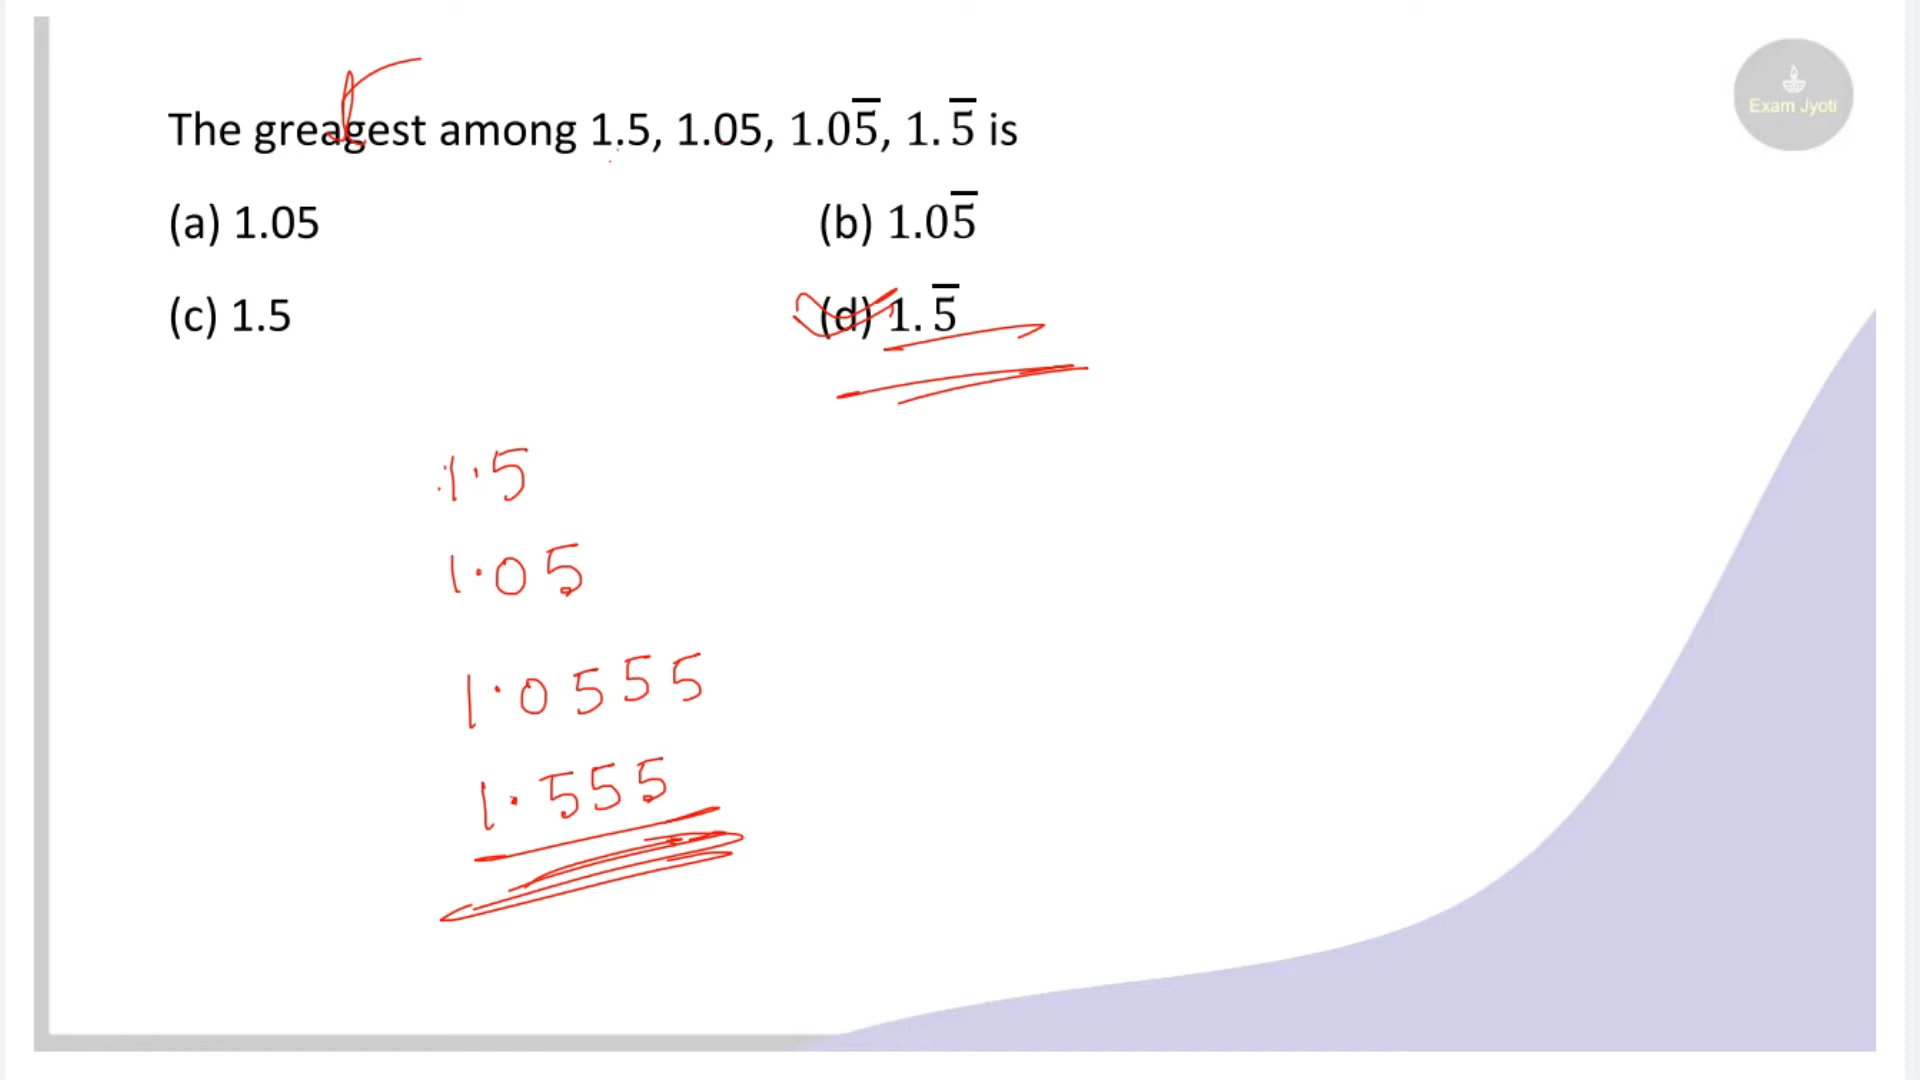 Exam Jyoti
The greagest among 1.5, 1.05, 1.05̅, 1.5̅ is
(a) 1.05 (b) 1.05̅
(c) 1.5 (d) 1.5̅
1.5
1.05
1.0555
1.555